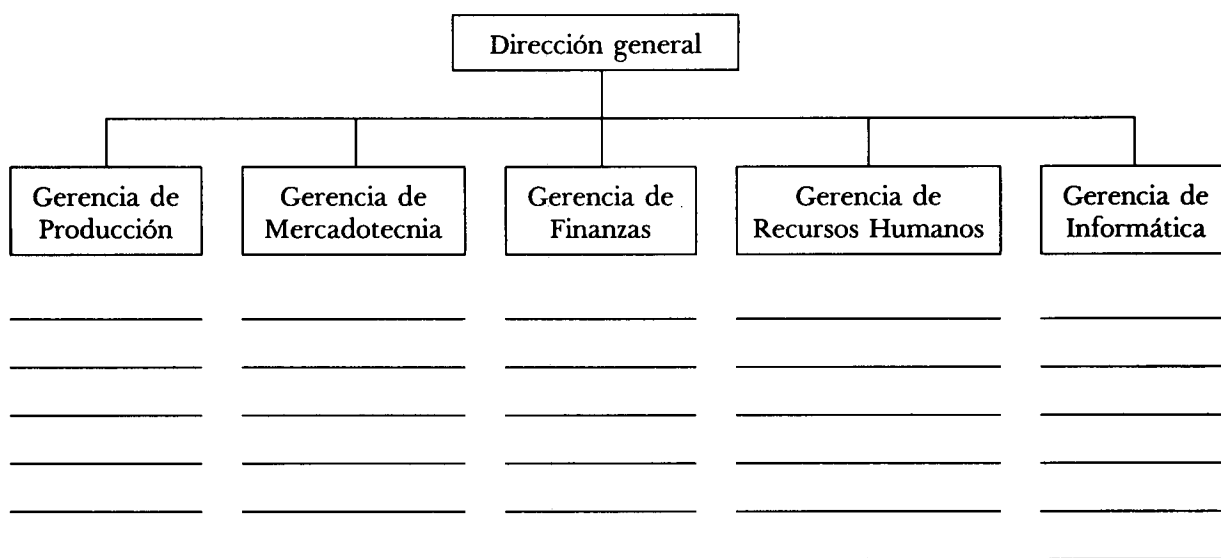 Dirección general
Gerencia de
Producción
Gerencia de
Mercadotecnia
Gerencia de
Finanzas
Gerencia de
Recursos Humanos
Gerencia de
Informática